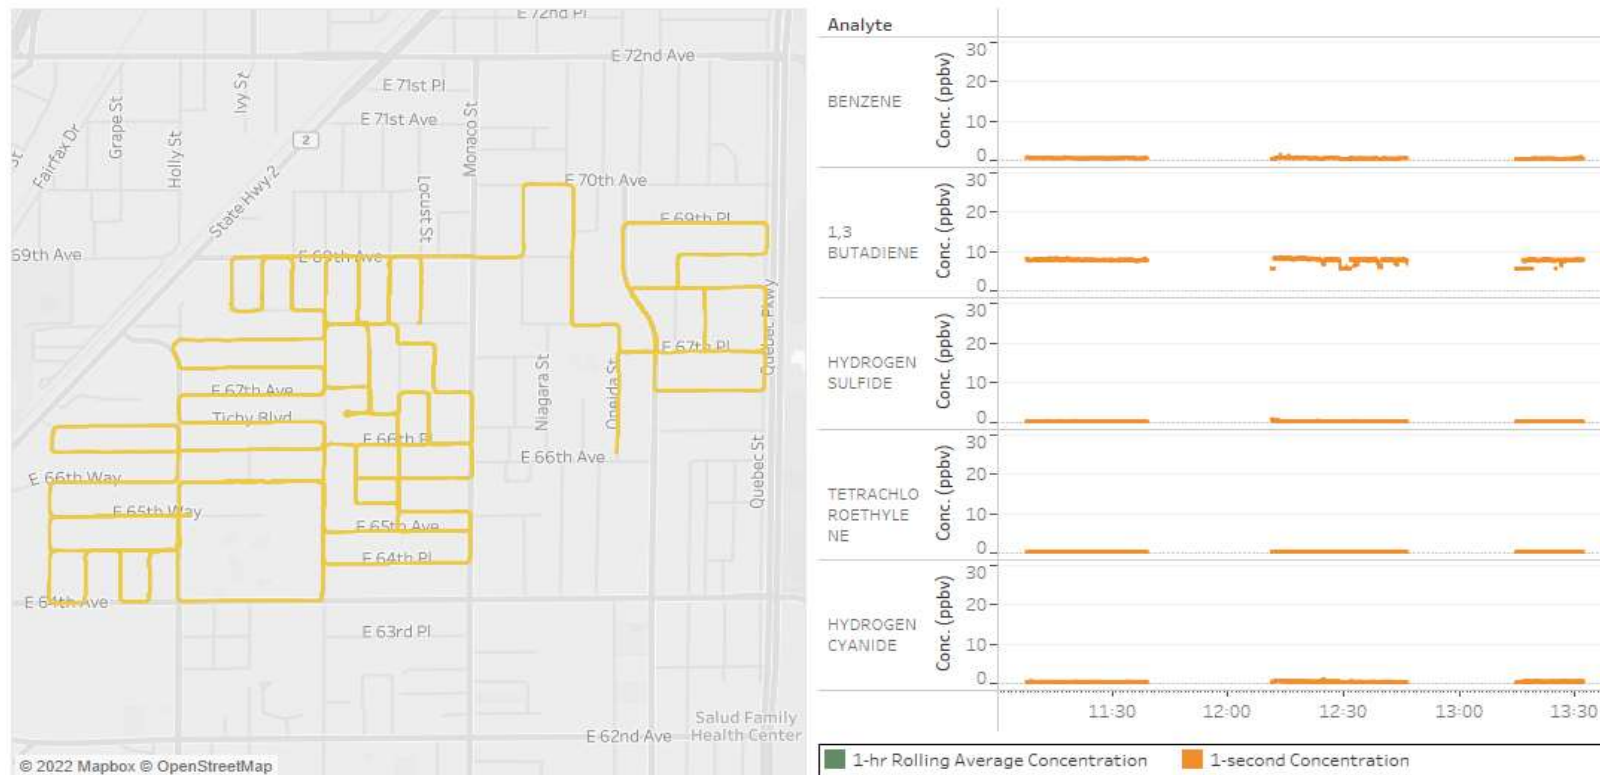 E 72nd Pl
E 72nd Ave
E 71st Pl
Ivy St
Grape St
E 71st Ave
Monaco St
2
Fairfax Dr
St
Holly St
E 70th Ave
Locust St
State Hwy 2
E 69th Pl
69th Ave
E 69th Ave
Quebec Pkwy
E 67th Pl
Niagara St
Oneida St
E 67th Ave
Tichy Blvd
E 66th Pl
E 66th Ave
Quebec St
E 66th Way
E 65th Way
E 65th Ave
E 64th Pl
E 64th Ave
E 63rd Pl
Salud Family
Health Center
E 62nd Ave
© 2022 Mapbox © OpenStreetMap
Analyte
BENZENE
Conc. (ppbv)
30
20
10
0
1,3
BUTADIENE
Conc. (ppbv)
30
20
10
0
HYDROGEN
SULFIDE
Conc. (ppbv)
30
20
10
0
TETRACHLO
ROETHYLE
NE
Conc. (ppbv)
30
20
10
0
HYDROGEN
CYANIDE
Conc. (ppbv)
30
20
10
0
11:30 12:00 12:30 13:00 13:30
1-hr Rolling Average Concentration 1-second Concentration